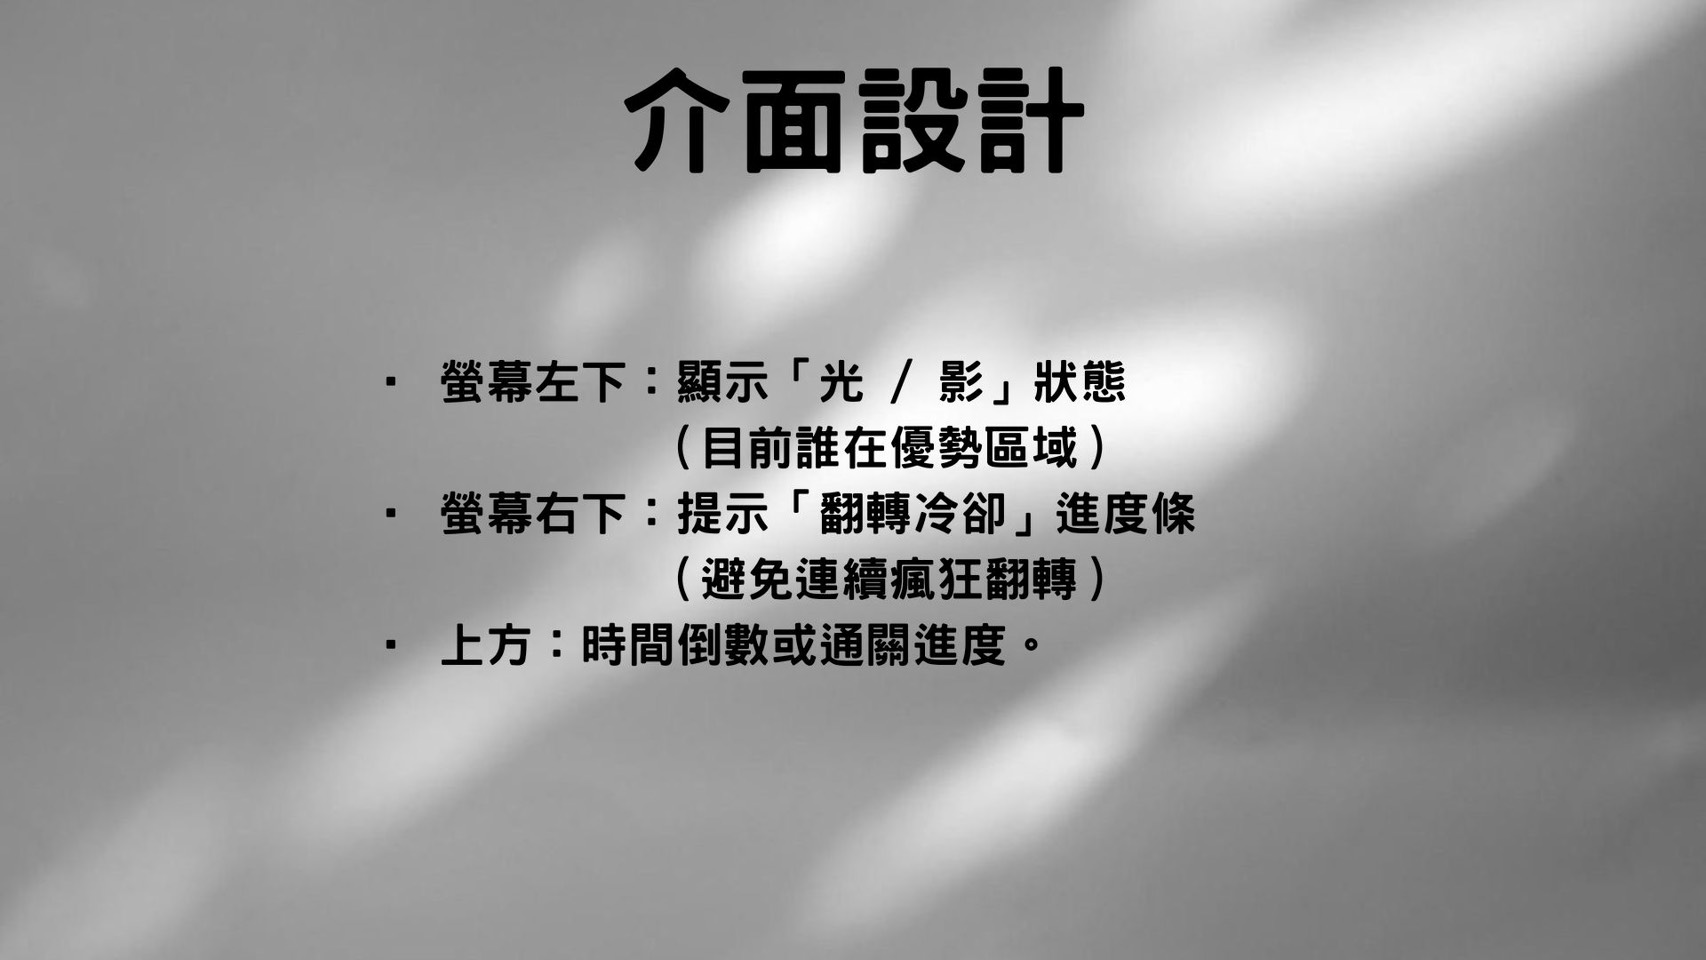 介面設計
▪ 螢幕左下：顯示「光 / 影」狀態
（目前誰在優勢區域）
▪ 螢幕右下：提示「翻轉冷卻」進度條
（避免連續瘋狂翻轉）
▪ 上方：時間倒數或通關進度。